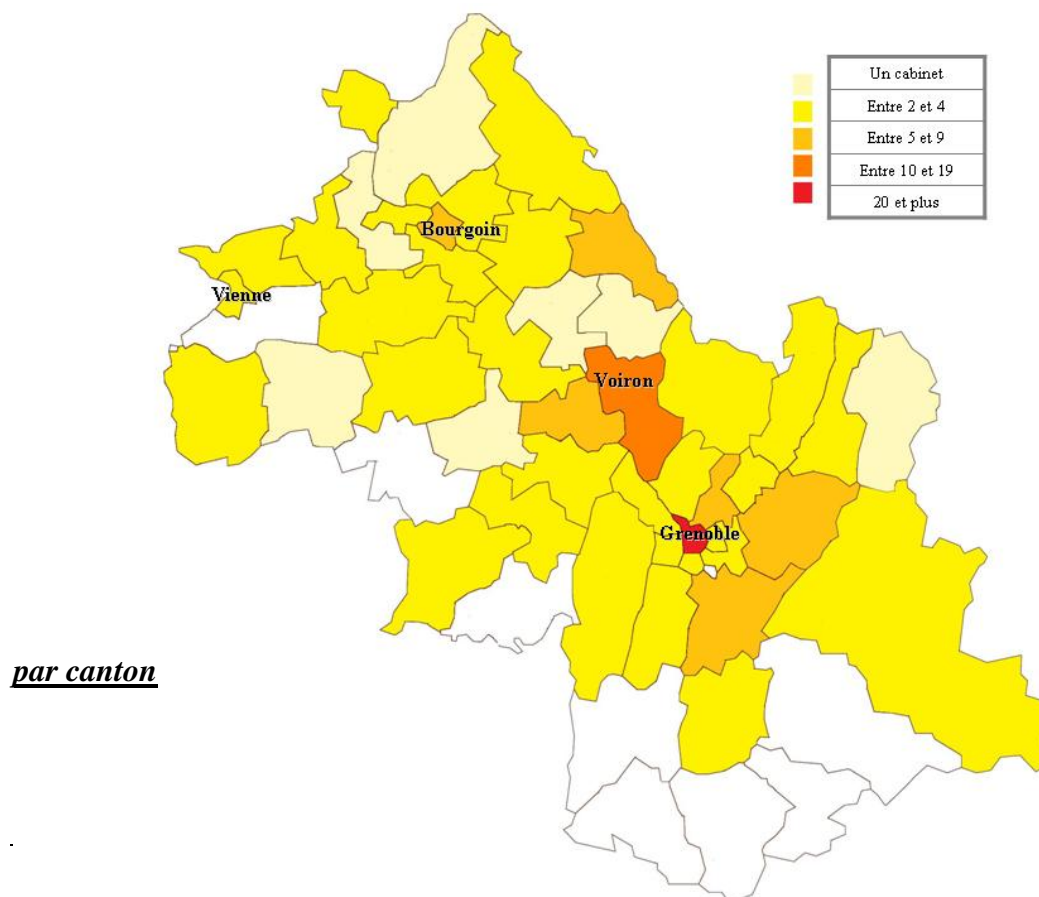 Un cabinet
Entre 2 et 4
Entre 5 et 9
Entre 10 et 19
20 et plus
Bourgoin
Vienne
Voiron
Grenoble
par canton
.